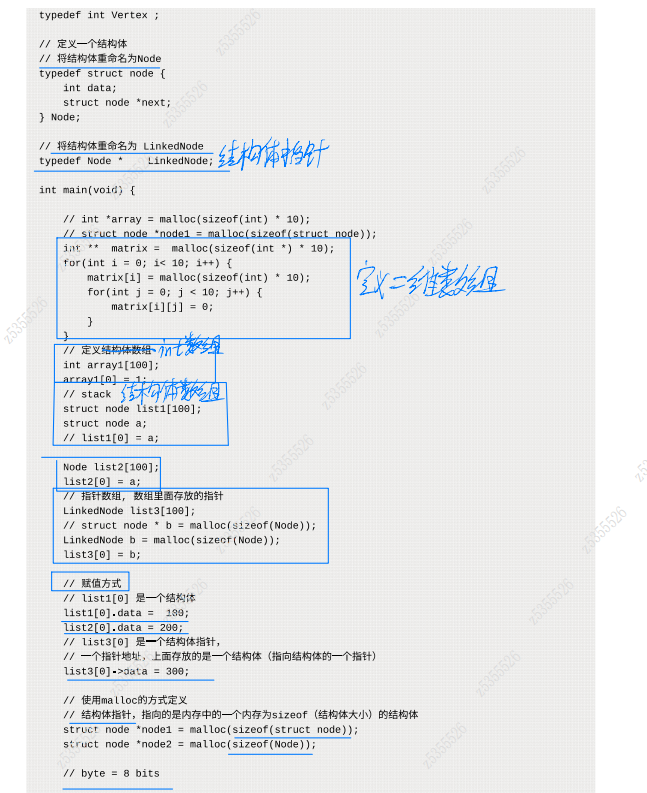 typedef int Vertex ;
// 定义一个结构体
// 将结构体重命名为Node
typedef struct node {
    int data;
    struct node *next;
} Node;
// 将结构体重命名为 LinkedNode
typedef Node *    LinkedNode; 结构体指针
int main(void) {
    // int *array = malloc(sizeof(int) * 10);
    // struct node *node1 = malloc(sizeof(struct node));
    int **  matrix =  malloc(sizeof(int *) * 10);
    for(int i = 0; i< 10; i++) {
        matrix[i] = malloc(sizeof(int) * 10);
        for(int j = 0; j < 10; j++) {
            matrix[i][j] = 0;
        }
    }
定义二维数组
    // 定义结构体数组 int数组
    int array1[100];
    array1[0] = 1;
    // stack 结构体数组
    struct node list1[100];
    struct node a;
    // list1[0] = a;
    Node list2[100];
    list2[0] = a;
    // 指针数组, 数组里面存放的指针
    LinkedNode list3[100];
    // struct node * b = malloc(sizeof(Node));
    LinkedNode b = malloc(sizeof(Node));
    list3[0] = b;
    // 赋值方式
    // list1[0] 是一个结构体
    list1[0].data =  100;
    list2[0].data = 200;
    // list3[0] 是一个结构体指针，
    // 一个指针地址，上面存放的是一个结构体（指向结构体的一个指针）
    list3[0]->data = 300;
    // 使用malloc的方式定义
    // 结构体指针，指向的是内存中的一个内存为sizeof（结构体大小）的结构体
    struct node *node1 = malloc(sizeof(struct node));
    struct node *node2 = malloc(sizeof(Node));
    // byte = 8 bits
z5355526